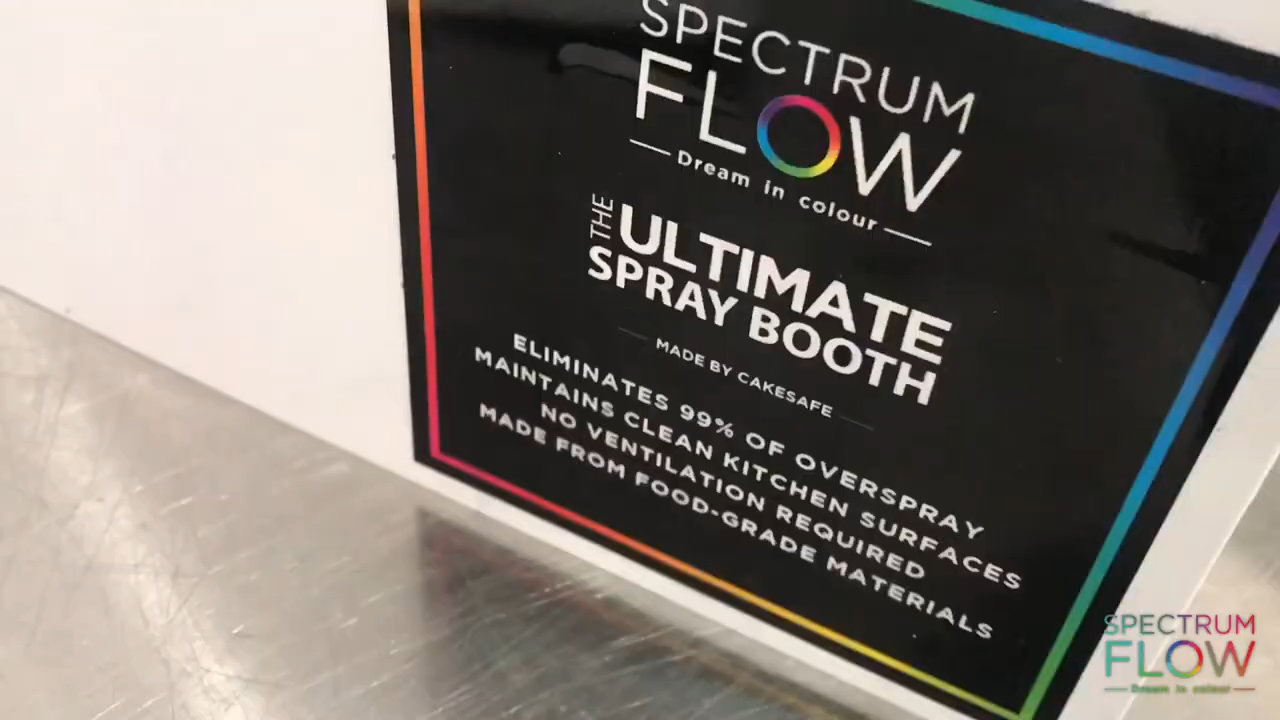 SPECTRUM
FLOW
Dream in colour
THE ULTIMATE
SPRAY BOOTH
MADE BY CAKESAFE
ELIMINATES 99% OF OVERSPRAY
MAINTAINS CLEAN KITCHEN SURFACES
NO VENTILATION REQUIRED
MADE FROM FOOD-GRADE MATERIALS
SPECTRUM
FLOW
Dream in colour